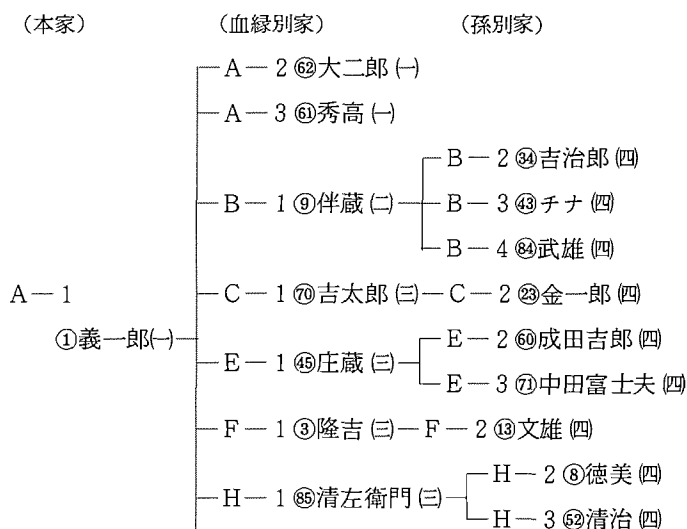 （本家）　（血縁別家）　（孫別家）
A－2 ㊷大二郎 ㈠
A－3 ㉛秀高 ㈠
B－2 ㉞吉治郎 ㈣
B－1 ⑨伴蔵 ㈡
B－3 ㊸チナ ㈣
B－4 84武雄 ㈣
A－1
C－1 70吉太郎 ㈢
C－2 ㉓金一郎 ㈣
①義一郎㈠
E－2 60成田吉郎 ㈣
E－1 ㊺庄蔵 ㈢
E－3 71中田富士夫 ㈣
F－1 ③隆吉 ㈢
F－2 ⑬文雄 ㈣
H－2 ⑧徳美 ㈣
H－1 85清左衛門 ㈢
H－3 52清治 ㈣